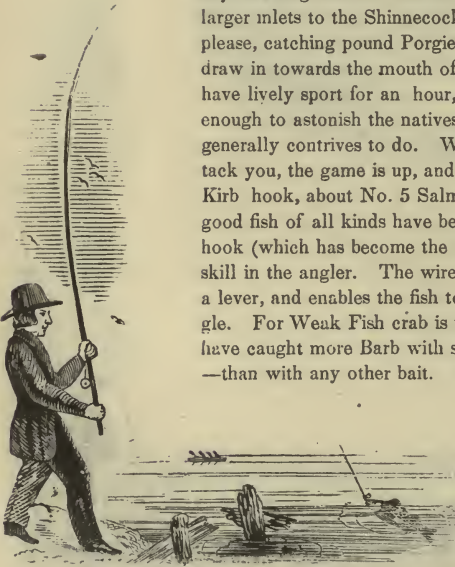 larger inlets to the Shinnecock
please, catching pound Porgie
draw in towards the mouth of
have lively sport for an hour,
enough to astonish the natives
generally contrives to do. W
tack you, the game is up, and
Kirb hook, about No. 5 Salm
good fish of all kinds have be
hook (which has become the
skill in the angler. The wire
a lever, and enables the fish t
gle. For Weak Fish crab is
have caught more Barb with s
—than with any other bait.